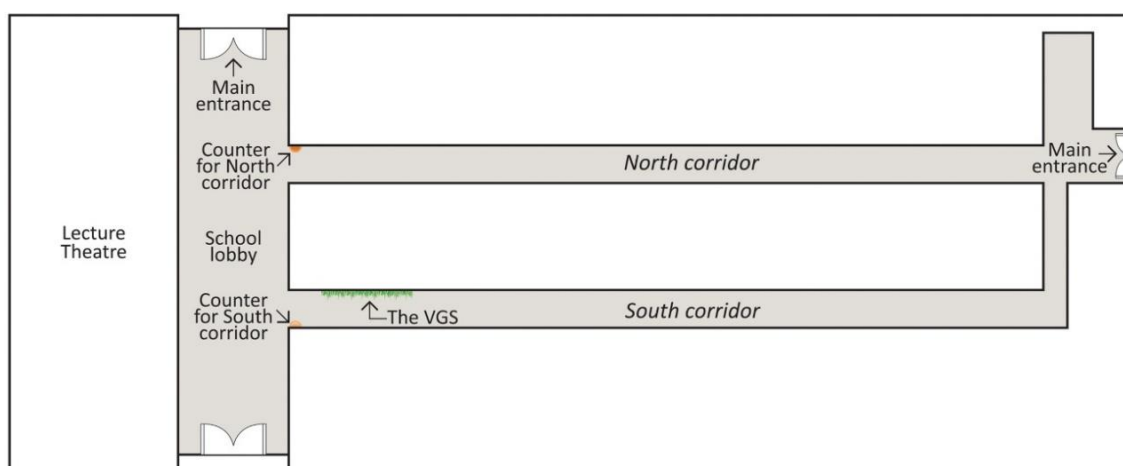 Main
entrance
Counter
for North
corridor
North corridor
Main
entrance
Lecture
Theatre
School
lobby
Counter
for South
corridor
The VGS
South corridor